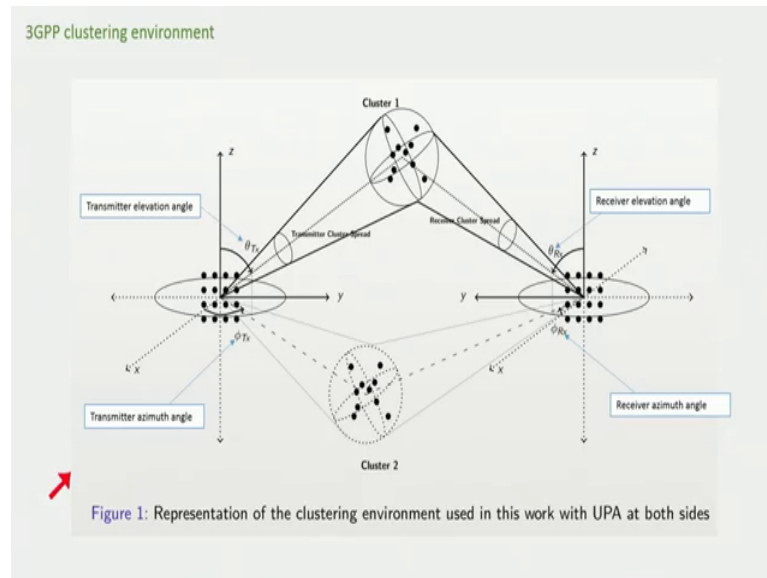 3GPP clustering environment
Cluster 1
z
z
Transmitter elevation angle
Receiver elevation angle
θTx
Transmitter Cluster Spread
Receiver Cluster Spread
θRx
y
y
ϕTx
ϕRx
x
x
Transmitter azimuth angle
Receiver azimuth angle
Cluster 2
Figure 1: Representation of the clustering environment used in this work with UPA at both sides